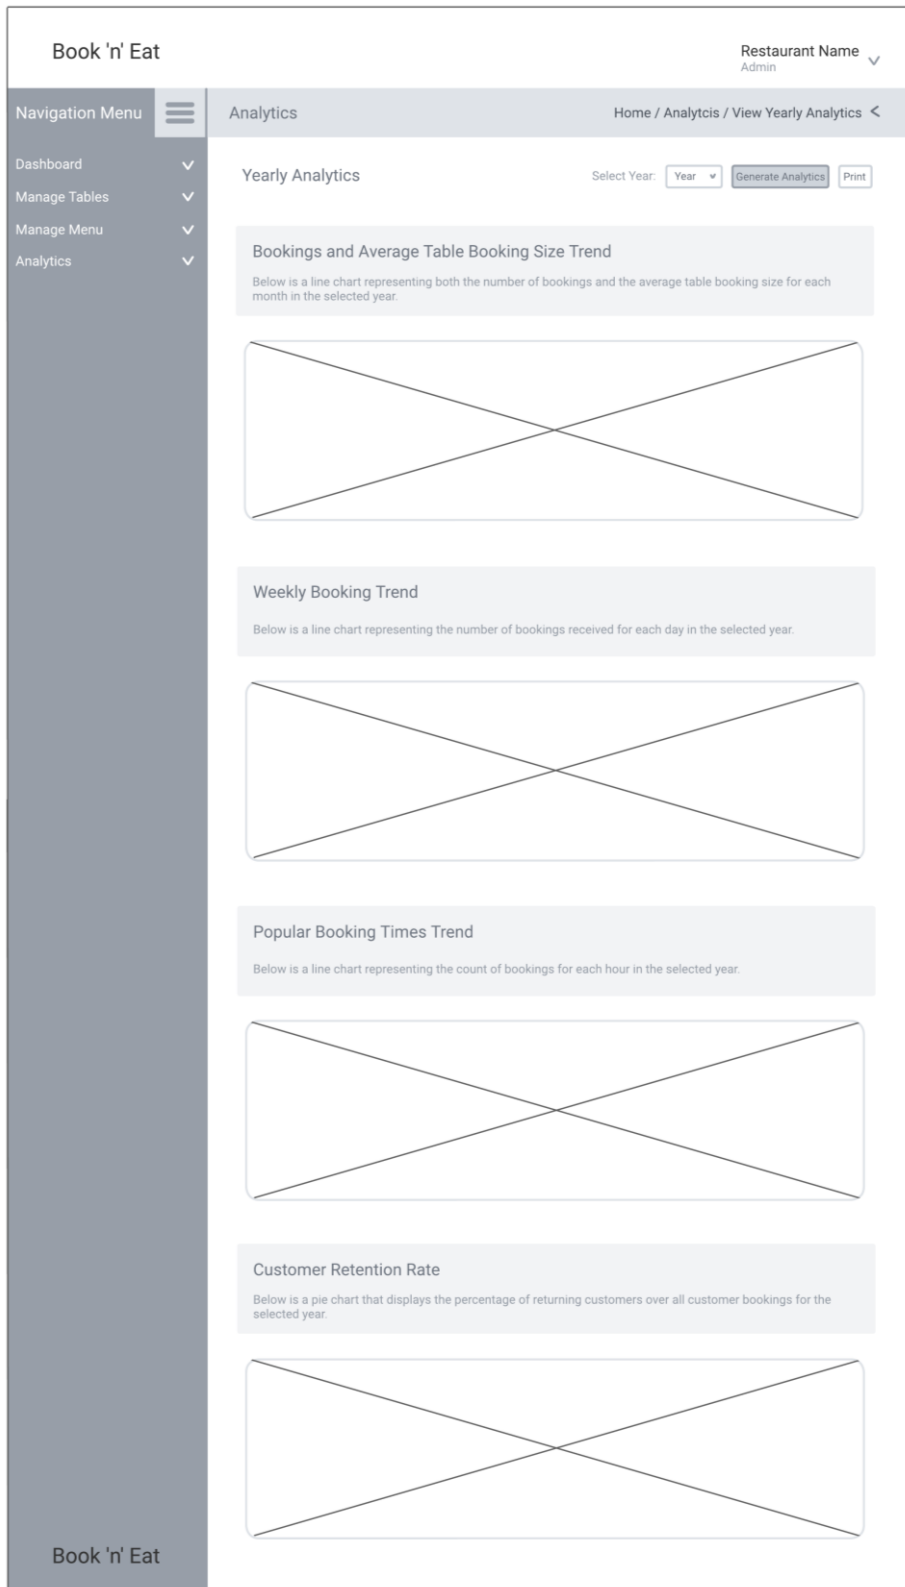 Book 'n' Eat
Restaurant Name
Admin
Navigation Menu
Analytics
Home / Analytcis / View Yearly Analytics <
Dashboard
Manage Tables
Manage Menu
Analytics
Yearly Analytics
Select Year: Year Generate Analytics Print
Bookings and Average Table Booking Size Trend
Below is a line chart representing both the number of bookings and the average table booking size for each
month in the selected year.
Weekly Booking Trend
Below is a line chart representing the number of bookings received for each day in the selected year.
Popular Booking Times Trend
Below is a line chart representing the count of bookings for each hour in the selected year.
Customer Retention Rate
Below is a pie chart that displays the percentage of returning customers over all customer bookings for the
selected year.
Book 'n' Eat